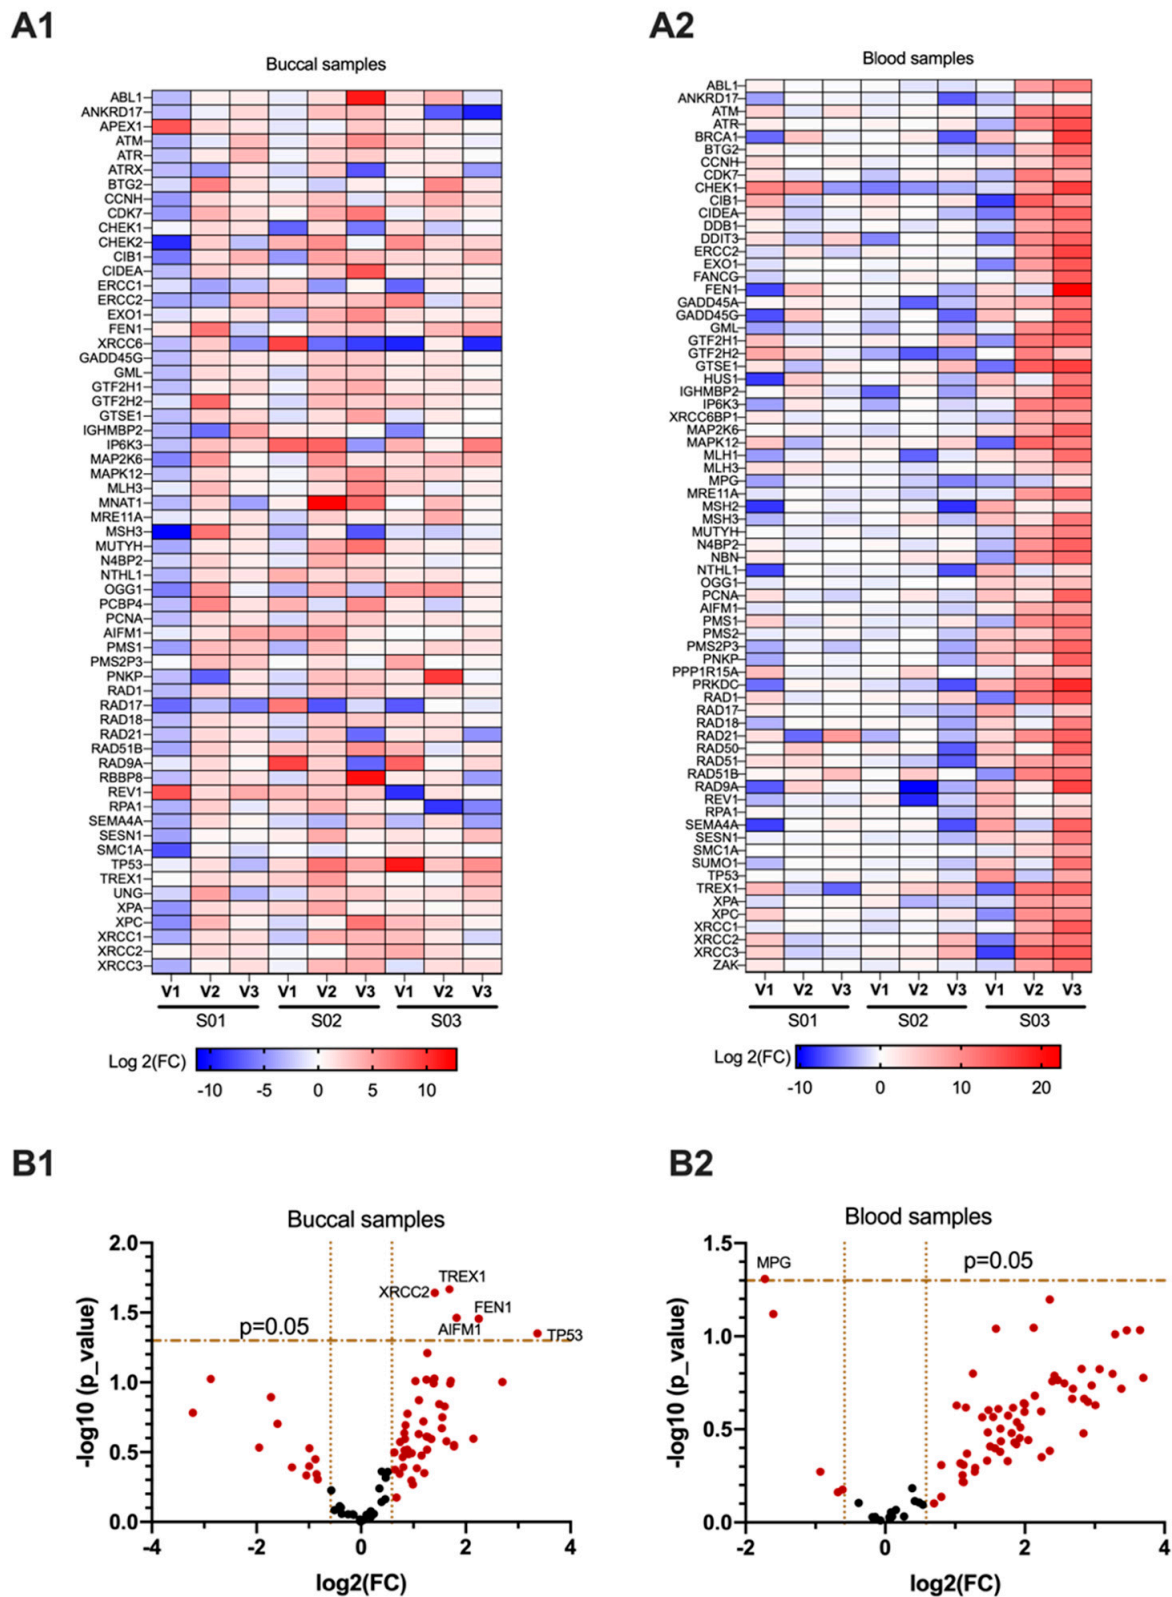 A1
Buccal samples
ABL1
ANKRD17
APEX1
ATM
ATR
ATRX
BTG2
CCNH
CDK7
CHEK1
CHEK2
CIB1
CIDEA
ERCC1
ERCC2
EXO1
FEN1
XRCC6
GADD45G
GML
GTF2H1
GTF2H2
GTSE1
IGHMBP2
IP6K3
MAP2K6
MAPK12
MLH3
MNAT1
MRE11A
MSH3
MUTYH
N4BP2
NTHL1
OGG1
PCBP4
PCNA
AIFM1
PMS1
PMS2P3
PNKP
RAD1
RAD17
RAD18
RAD21
RAD51B
RAD9A
RBBP8
REV1
RPA1
SEMA4A
SESN1
SMC1A
TP53
TREX1
UNG
XPA
XPC
XRCC1
XRCC2
XRCC3
V1 V2 V3 V1 V2 V3 V1 V2 V3
S01 S02 S03
Log 2(FC)
-10 -5 0 5 10
A2
Blood samples
ABL1
ANKRD17
ATM
ATR
BRCA1
BTG2
CCNH
CDK7
CHEK1
CIB1
CIDEA
DDB1
DDIT3
ERCC2
EXO1
FANCG
FEN1
GADD45A
GADD45G
GML
GTF2H1
GTF2H2
GTSE1
HUS1
IGHMBP2
IP6K3
XRCC6BP1
MAP2K6
MAPK12
MLH1
MLH3
MPG
MRE11A
MSH2
MSH3
MUTYH
N4BP2
NBN
NTHL1
OGG1
PCNA
AIFM1
PMS1
PMS2
PMS2P3
PNKP
PPP1R15A
PRKDC
RAD1
RAD17
RAD18
RAD21
RAD50
RAD51
RAD51B
RAD9A
REV1
RPA1
SEMA4A
SESN1
SMC1A
SUMO1
TP53
TREX1
XPA
XPC
XRCC1
XRCC2
XRCC3
ZAK
V1 V2 V3 V1 V2 V3 V1 V2 V3
S01 S02 S03
Log 2(FC)
-10 0 10 20
B1
Buccal samples
2.0
1.5
1.0
0.5
0.0
-log10 (p_value)
TREX1
XRCC2
FEN1
AIFM1
TP53
p=0.05
-4 -2 0 2 4
log2(FC)
B2
Blood samples
1.5
1.0
0.5
0.0
-log10 (p_value)
MPG
p=0.05
-2 0 2 4
log2(FC)